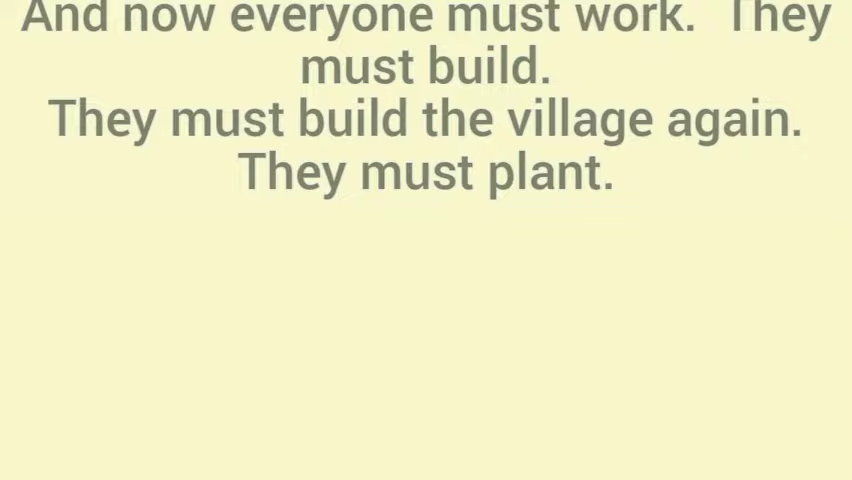 And now everyone must work. They
must build.
They must build the village again.
They must plant.